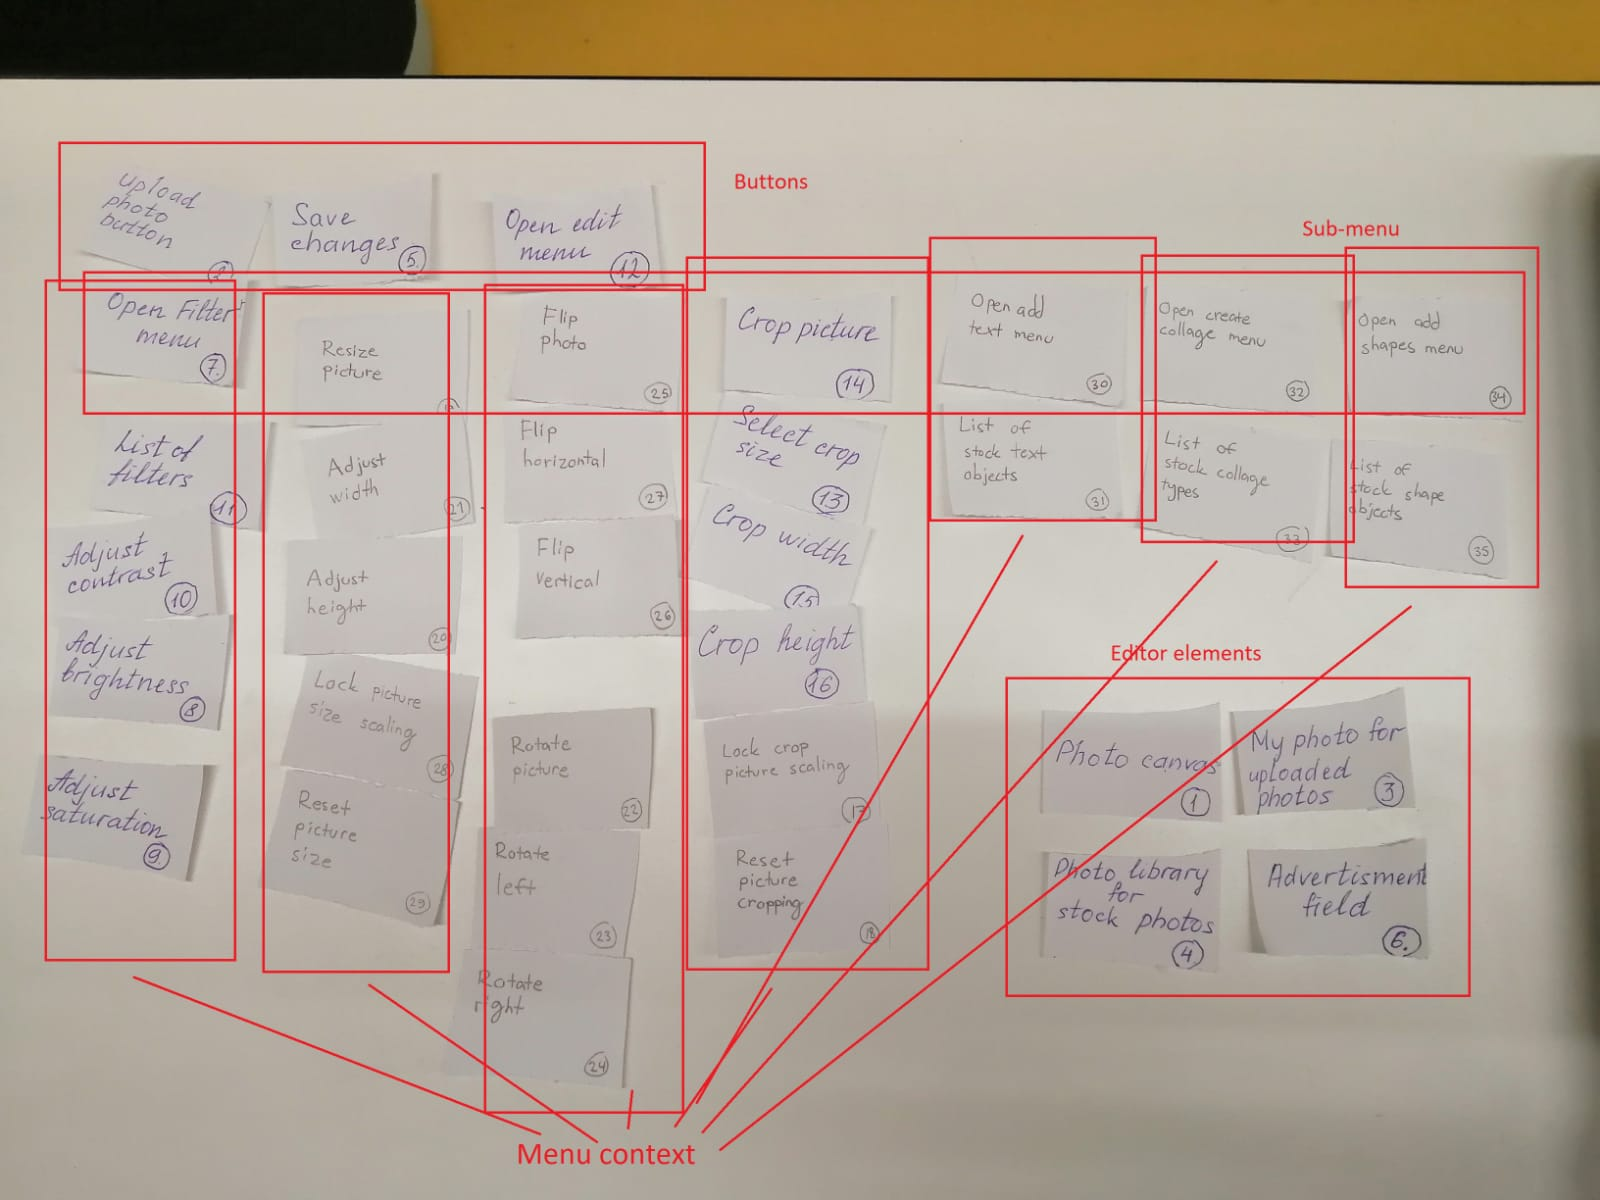 Buttons
Upload
photo
button
2.
Save
changes
5.
Open edit
menu
12
Sub-menu
Open Filter
menu
7.
Resize
picture
Flip
photo
25
Crop picture
14
Open add
text menu
30
Open create
collage menu
32
Open add
shapes menu
34
List of
filters
11
Adjust
contrast
10
Adjust
brightness
8
Adjust
saturation
9.
Adjust
width
21
Adjust
height
20
Lock picture
size scaling
28
Reset
picture
size
29
Flip
horizontal
27
Flip
vertical
26
Rotate
picture
22
Rotate
left
23
Rotate
right
24
Select crop
size
13
Crop width
15
Crop height
16
Lock crop
picture scaling
17
Reset
picture
cropping
18
List of
stock text
objects
31
List of
stock collage
types
33
List of
stock shape
objects
35
Editor elements
Photo canvas
1
My photo for
uploaded
photos
3
Photo library
for
stock photos
4
Advertisment
field
6.
Menu context